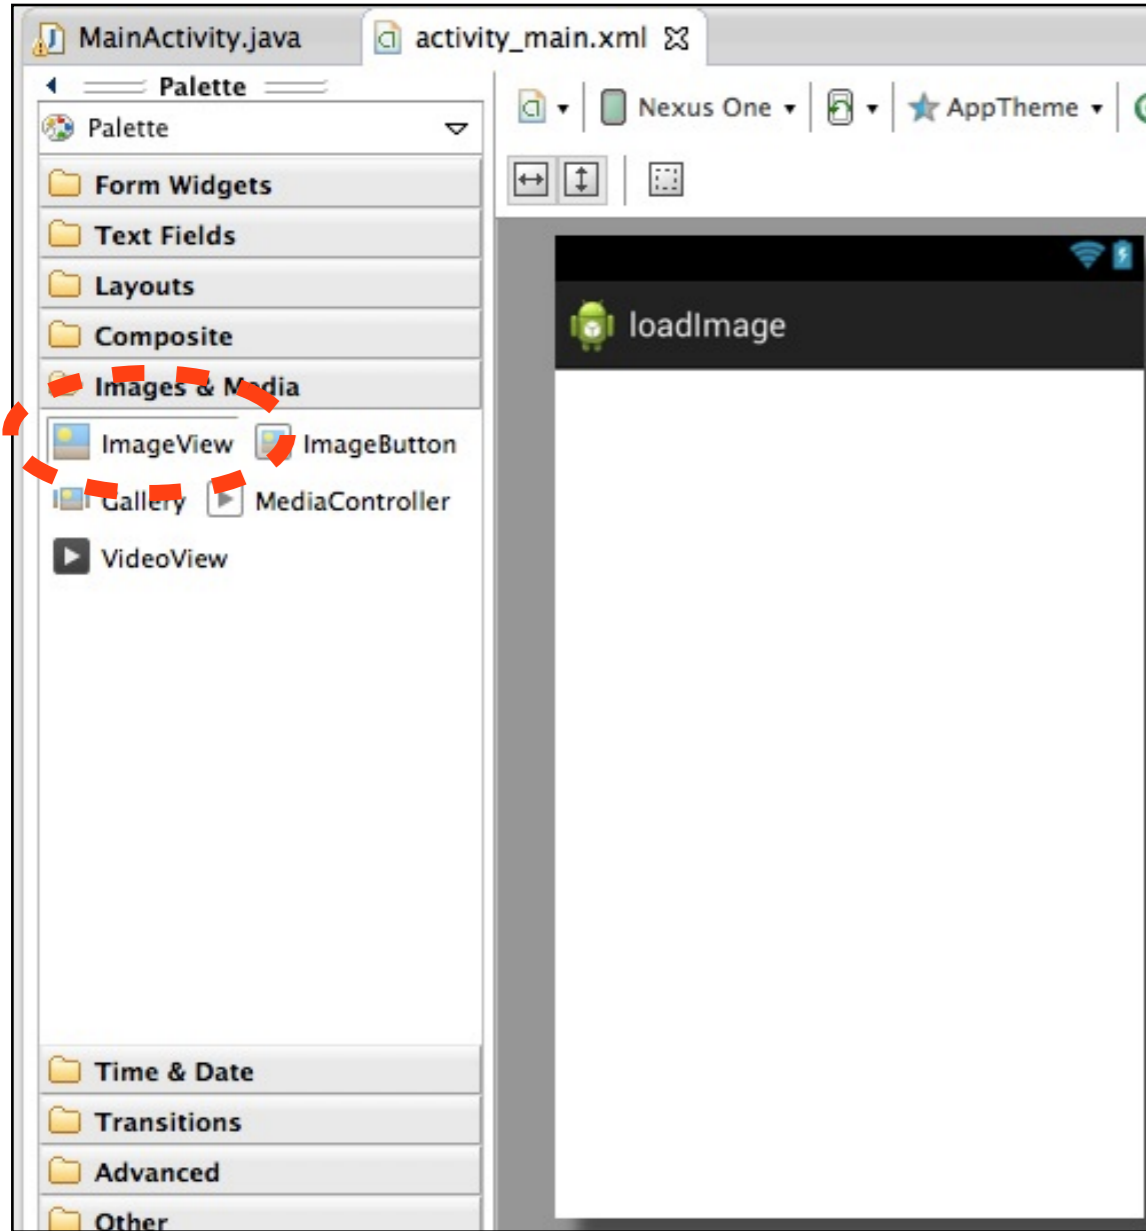 MainActivity.java
activity_main.xml
Palette
Palette
Nexus One
AppTheme
Form Widgets
Text Fields
Layouts
Composite
Images & Media
ImageView
ImageButton
Gallery
MediaController
VideoView
Time & Date
Transitions
Advanced
Other
loadImage